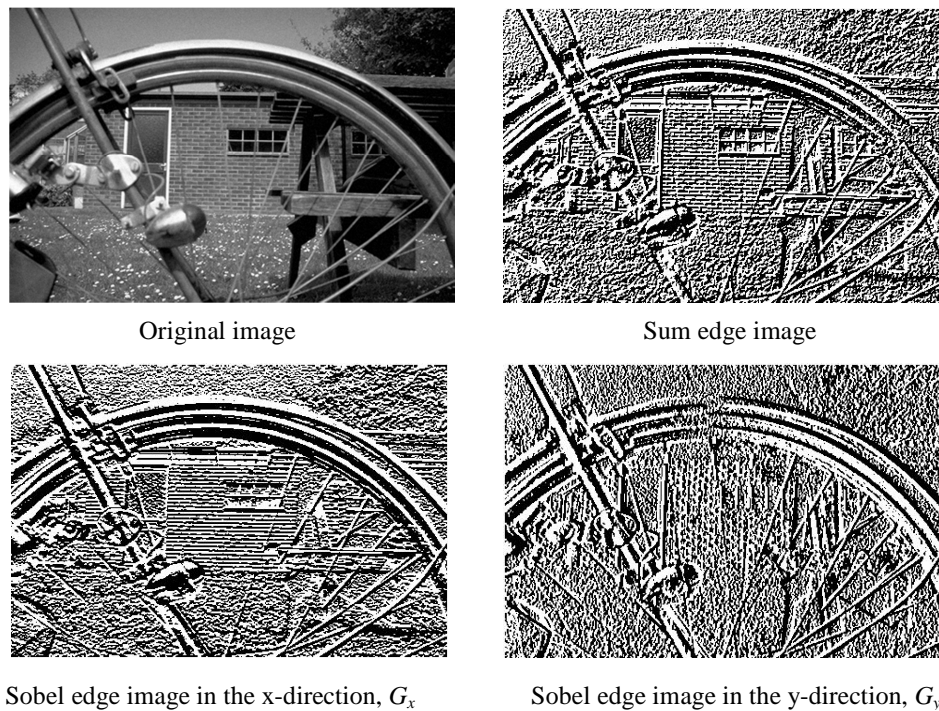 Original image
Sum edge image
Sobel edge image in the x-direction, Gx
Sobel edge image in the y-direction, Gy